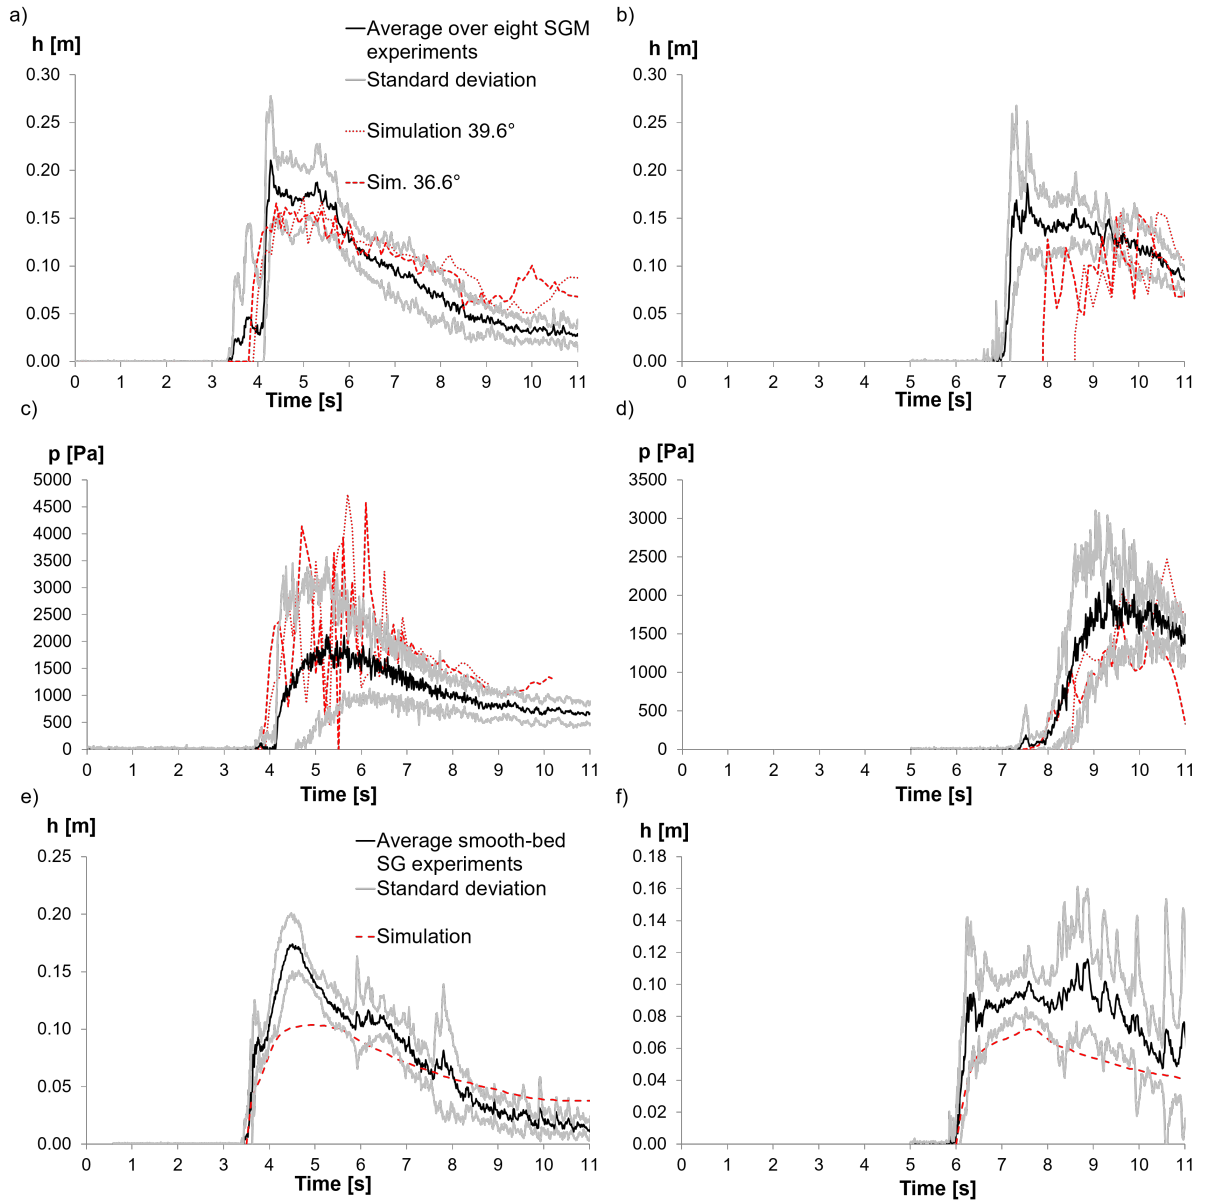 a)
h [m]
Average over eight SGM
experiments
Standard deviation
Simulation 39.6°
Sim. 36.6°
0.30
0.25
0.20
0.15
0.10
0.05
0.00
0 1 2 3 4 5 6 7 8 9 10 11
Time [s]
b)
h [m]
0.30
0.25
0.20
0.15
0.10
0.05
0.00
0 1 2 3 4 5 6 7 8 9 10 11
Time [s]
c)
p [Pa]
5000
4500
4000
3500
3000
2500
2000
1500
1000
500
0
0 1 2 3 4 5 6 7 8 9 10 11
Time [s]
d)
p [Pa]
3500
3000
2500
2000
1500
1000
500
0
0 1 2 3 4 5 6 7 8 9 10 11
Time [s]
e)
h [m]
Average smooth-bed
SG experiments
Standard deviation
Simulation
0.25
0.20
0.15
0.10
0.05
0.00
0 1 2 3 4 5 6 7 8 9 10 11
Time [s]
f)
h [m]
0.18
0.16
0.14
0.12
0.10
0.08
0.06
0.04
0.02
0.00
0 1 2 3 4 5 6 7 8 9 10 11
Time [s]